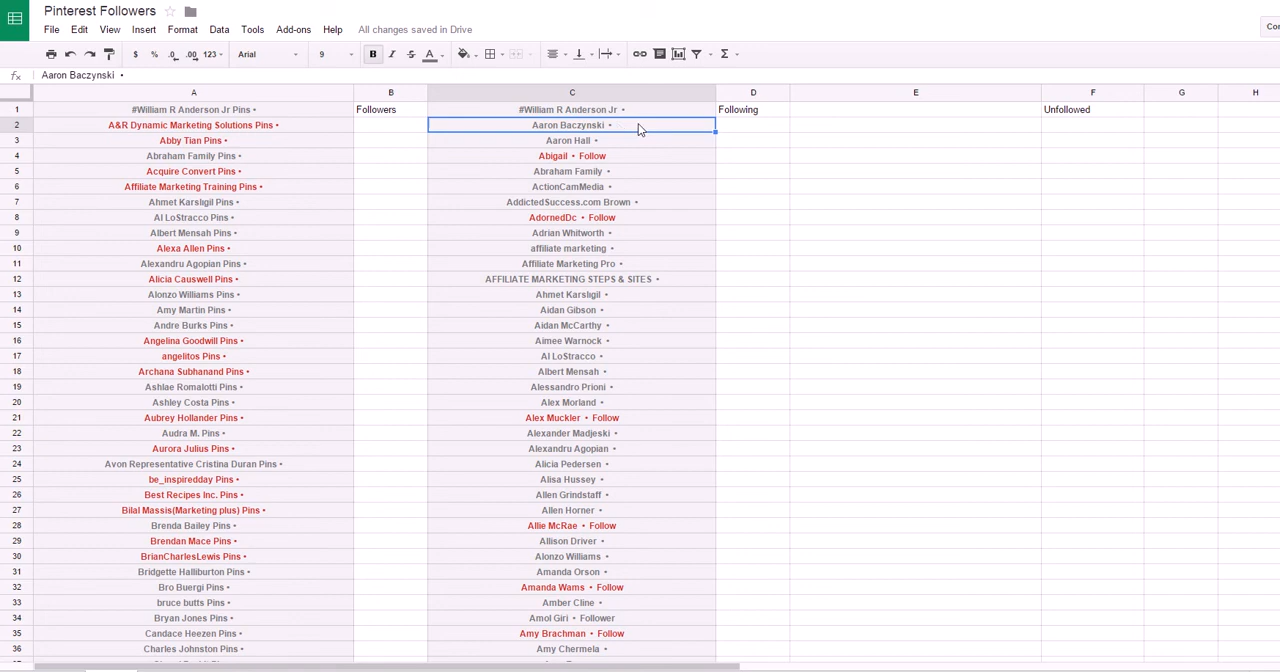 Pinterest Followers
File Edit View Insert Format Data Tools Add-ons Help All changes saved in Drive
$ % .0 .00 123 Arial 9 B I S A Σ
fx Aaron Baczynski •
A B C D E F G H
1 #William R Anderson Jr Pins • Followers #William R Anderson Jr • Following Unfollowed
2 A&R Dynamic Marketing Solutions Pins • Aaron Baczynski •
3 Abby Tian Pins • Aaron Hall •
4 Abraham Family Pins • Abigail • Follow
5 Acquire Convert Pins • Abraham Family •
6 Affiliate Marketing Training Pins • ActionCamMedia •
7 Ahmet Karslıgil Pins • AddictedSuccess.com Brown •
8 Al LoStracco Pins • AdornedDc • Follow
9 Albert Mensah Pins • Adrian Whitworth •
10 Alexa Allen Pins • affiliate marketing •
11 Alexandru Agopian Pins • Affiliate Marketing Pro •
12 Alicia Causwell Pins • AFFILIATE MARKETING STEPS & SITES •
13 Alonzo Williams Pins • Ahmet Karslıgil •
14 Amy Martin Pins • Aidan Gibson •
15 Andre Burks Pins • Aidan McCarthy •
16 Angelina Goodwill Pins • Aimee Warnock •
17 angelitos Pins • Al LoStracco •
18 Archana Subhanand Pins • Albert Mensah •
19 Ashlae Romalotti Pins • Alessandro Prioni •
20 Ashley Costa Pins • Alex Morland •
21 Aubrey Hollander Pins • Alex Muckler • Follow
22 Audra M. Pins • Alexander Madjeski •
23 Aurora Julius Pins • Alexandru Agopian •
24 Avon Representative Cristina Duran Pins • Alicia Pedersen •
25 be_inspiredday Pins • Alisa Hussey •
26 Best Recipes Inc. Pins • Allen Grindstaff •
27 Bilal Massis(Marketing plus) Pins • Allen Horner •
28 Brenda Bailey Pins • Allie McRae • Follow
29 Brendan Mace Pins • Allison Driver •
30 BrianCharlesLewis Pins • Alonzo Williams •
31 Bridgette Halliburton Pins • Amanda Orson •
32 Bro Buergi Pins • Amanda Wams • Follow
33 bruce butts Pins • Amber Cline •
34 Bryan Jones Pins • Amol Giri • Follower
35 Candace Heezen Pins • Amy Brachman • Follow
36 Charles Johnston Pins • Amy Chermela •